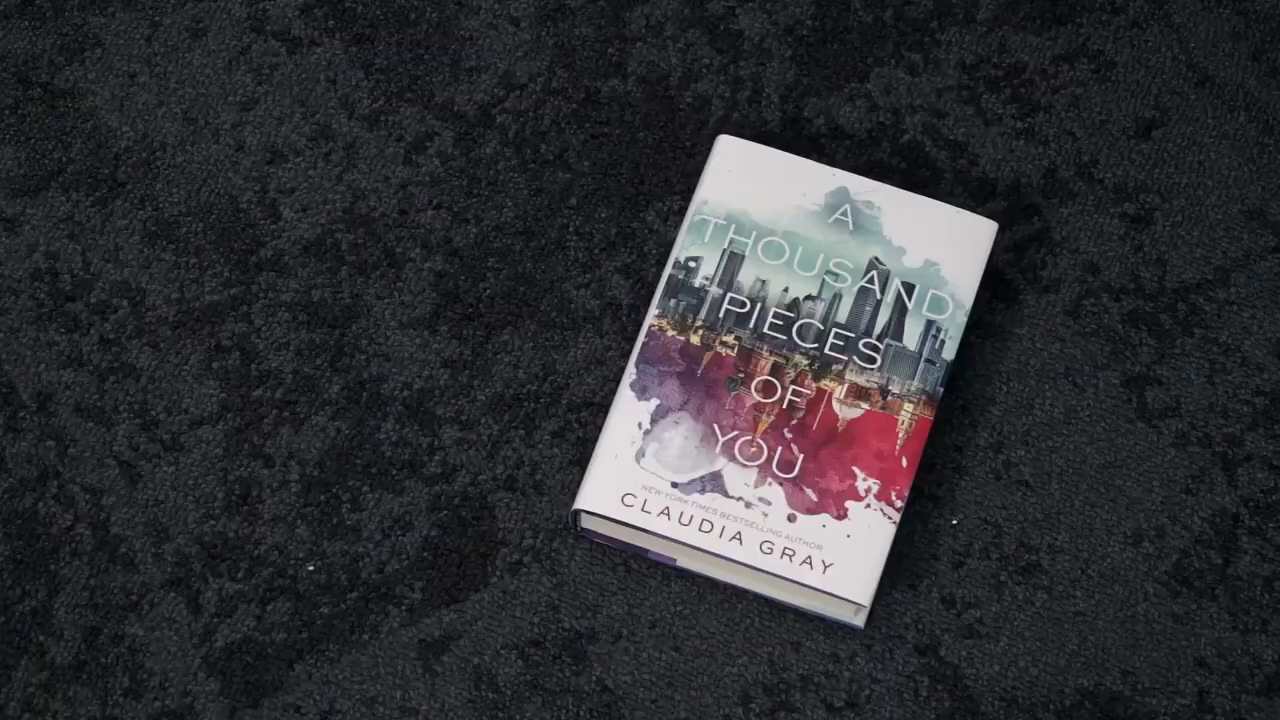 A
THOUSAND
PIECES
OF
YOU
NEW YORK TIMES BESTSELLING AUTHOR
CLAUDIA GRAY